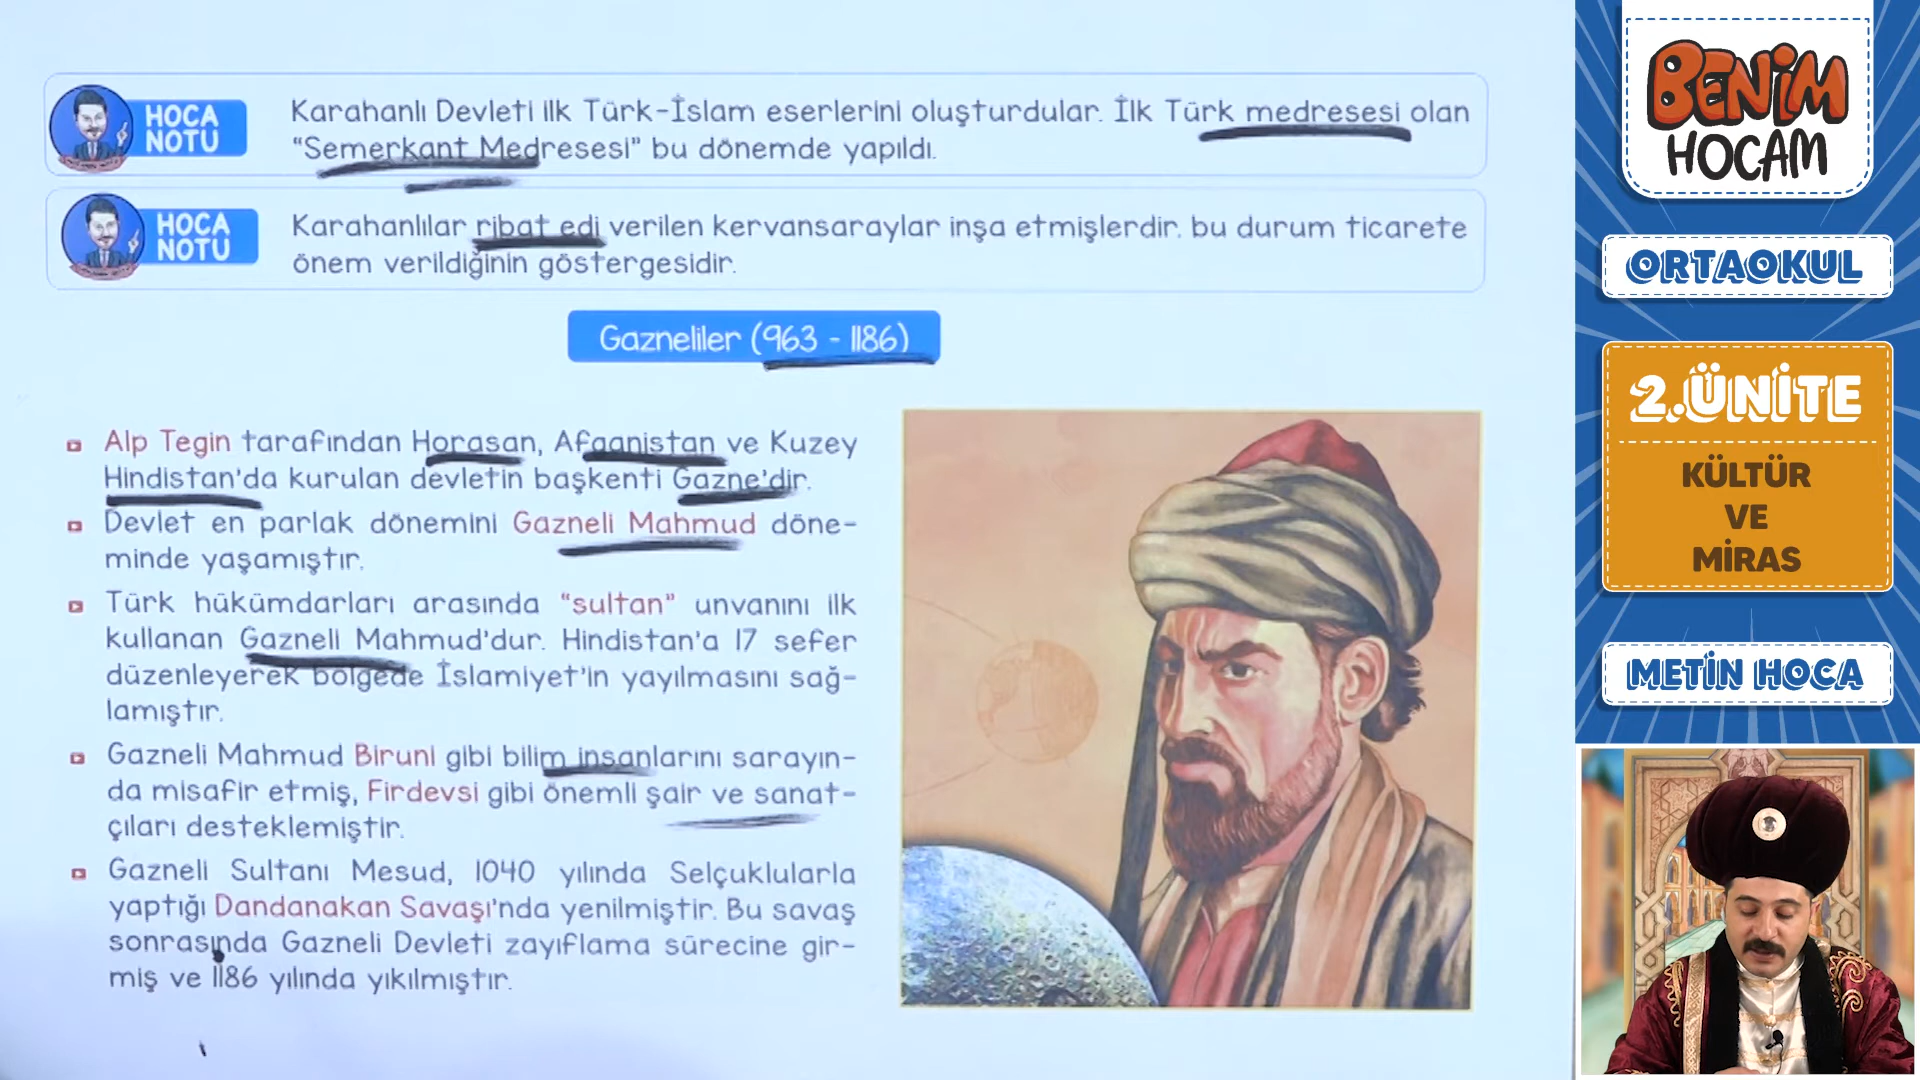 HOCA
NOTU
Karahanlı Devleti ilk Türk-İslam eserlerini oluşturdular. İlk Türk medresesi olan
“Semerkant Medresesi” bu dönemde yapıldı.
HOCA
NOTU
Karahanlılar ribat edi verilen kervansaraylar inşa etmişlerdir. bu durum ticarete
önem verildiğinin göstergesidir.
Gazneliler (963 - 1186)
Alp Tegin tarafından Horasan, Afganistan ve Kuzey
Hindistan'da kurulan devletin başkenti Gazne'dir.
Devlet en parlak dönemini Gazneli Mahmud döne-
minde yaşamıştır.
Türk hükümdarları arasında “sultan” unvanını ilk
kullanan Gazneli Mahmud'dur. Hindistan'a 17 sefer
düzenleyerek bölgede İslamiyet'in yayılmasını sağ-
lamıştır.
Gazneli Mahmud Biruni gibi bilim insanlarını sarayın-
da misafir etmiş, Firdevsi gibi önemli şair ve sanat-
çıları desteklemiştir.
Gazneli Sultanı Mesud, 1040 yılında Selçuklularla
yaptığı Dandanakan Savaşı'nda yenilmiştir. Bu savaş
sonrasında Gazneli Devleti zayıflama sürecine gir-
miş ve 1186 yılında yıkılmıştır.
BENİM
HOCAM
ORTAOKUL
2.ÜNİTE
KÜLTÜR
VE
MİRAS
METİN HOCA